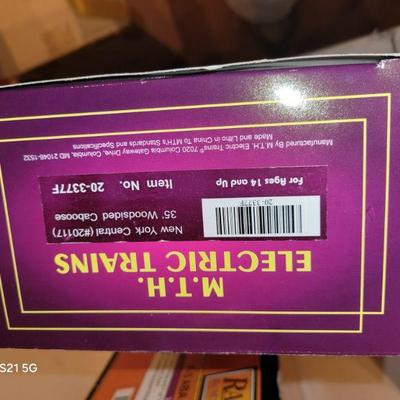 M.T.H.
ELECTRIC TRAINS
New York Central (#20117)
35' Woodsided Caboose
20-3377F
Item No. 20-3377F
For Ages 14 and Up
Manufactured By M.T.H. Electric Trains® 7020 Columbia Gateway Drive, Columbia, MD 21046-1532
Made and Litho in China To MTH's Standards and Specifications
S21 5G